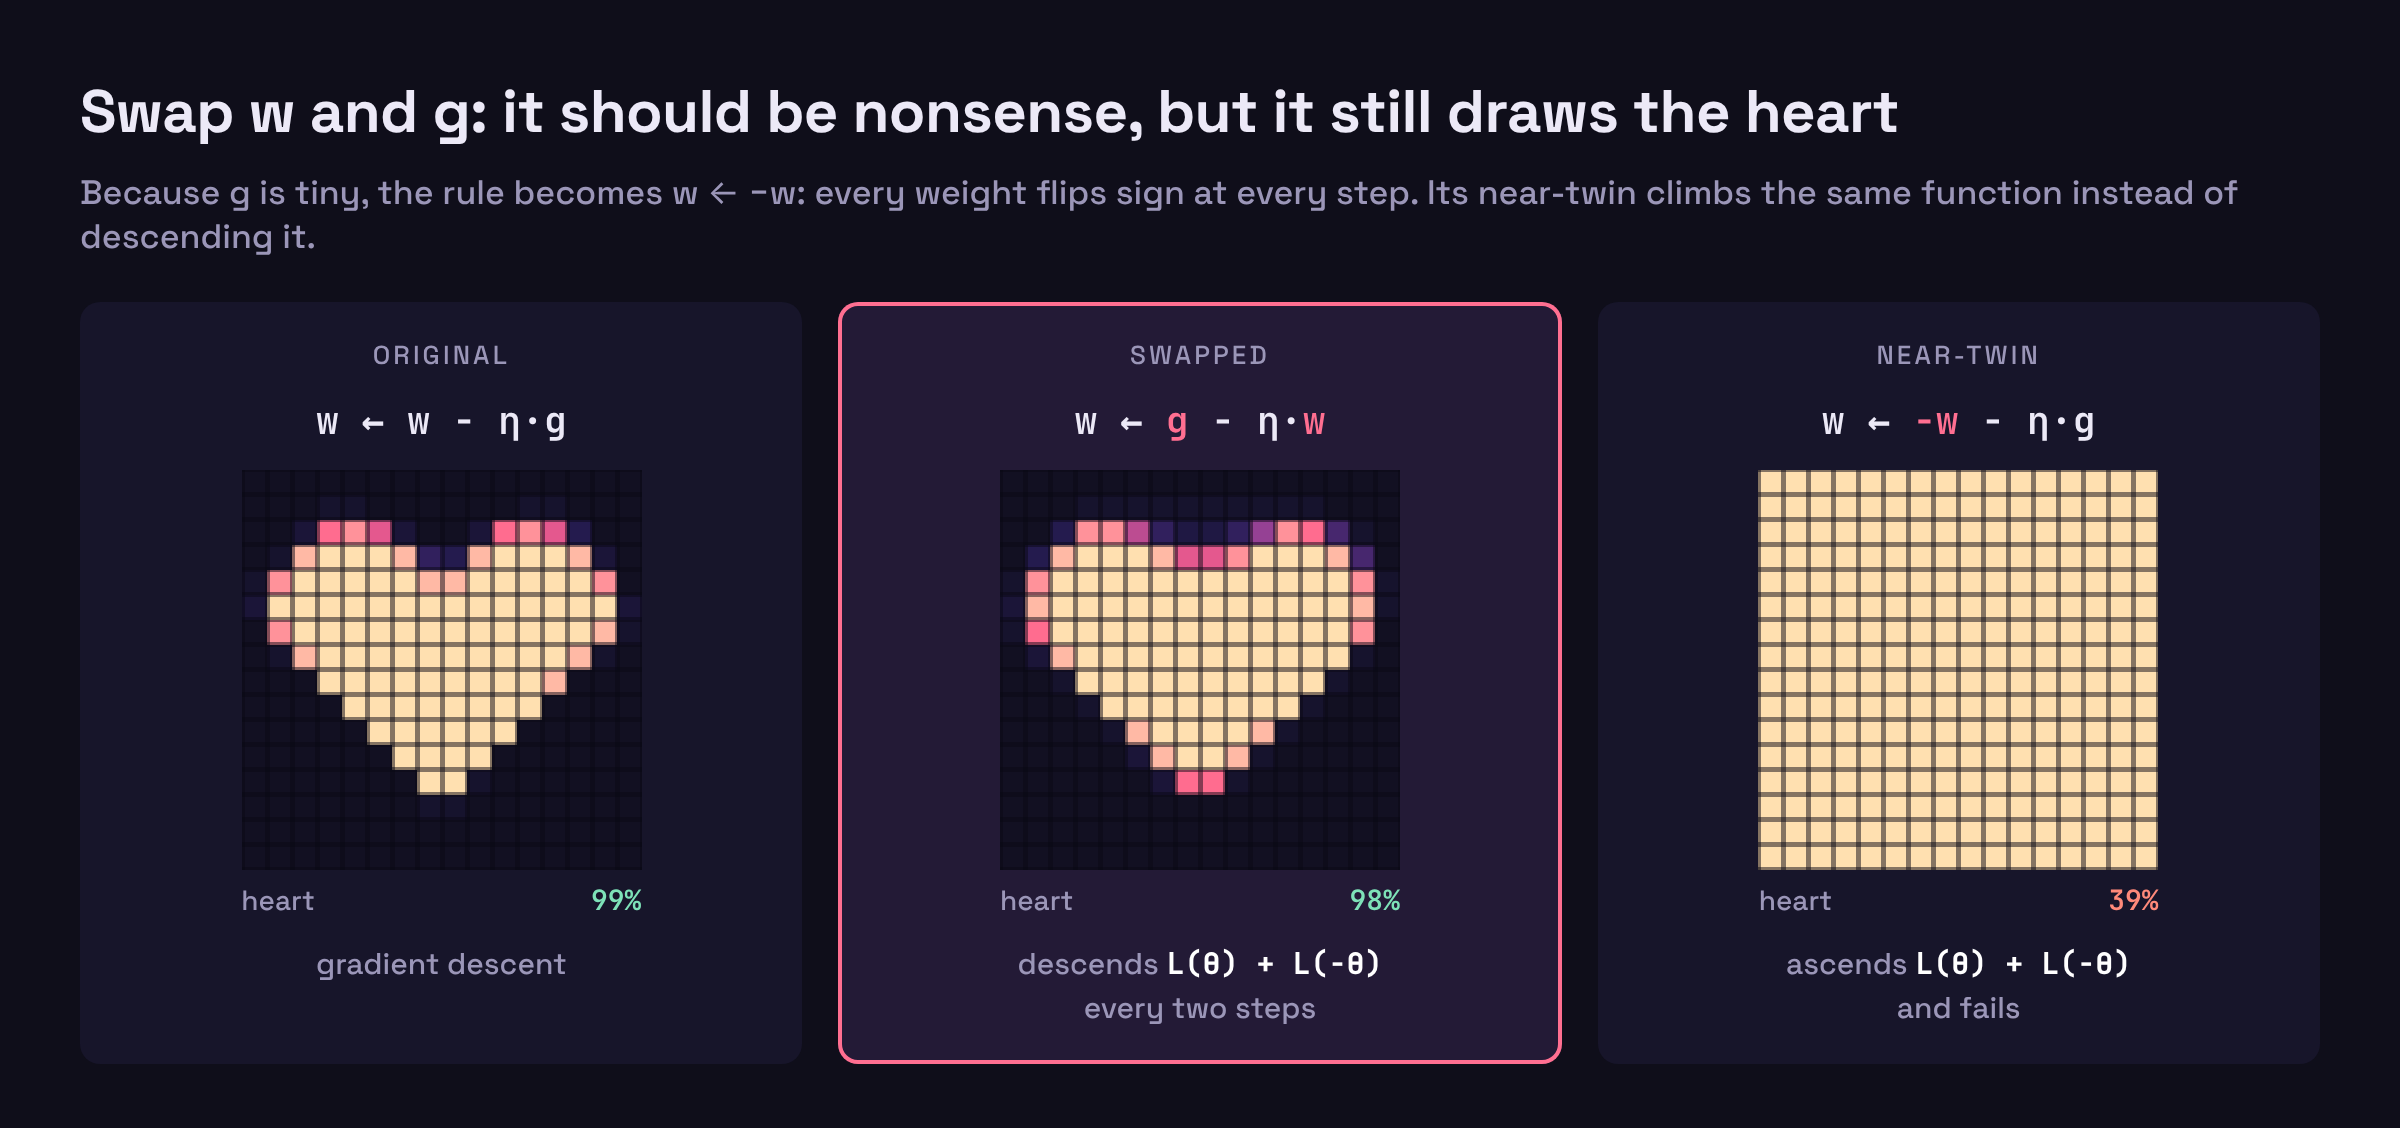 Swap w and g: it should be nonsense, but it still draws the heart
Because g is tiny, the rule becomes w ← −w: every weight flips sign at every step. Its near-twin climbs the same function instead of
descending it.
ORIGINAL
w ← w - η·g
heart 99%
gradient descent
SWAPPED
w ← g - η·w
heart 98%
descends L(θ) + L(-θ)
every two steps
NEAR-TWIN
w ← -w - η·g
heart 39%
ascends L(θ) + L(-θ)
and fails